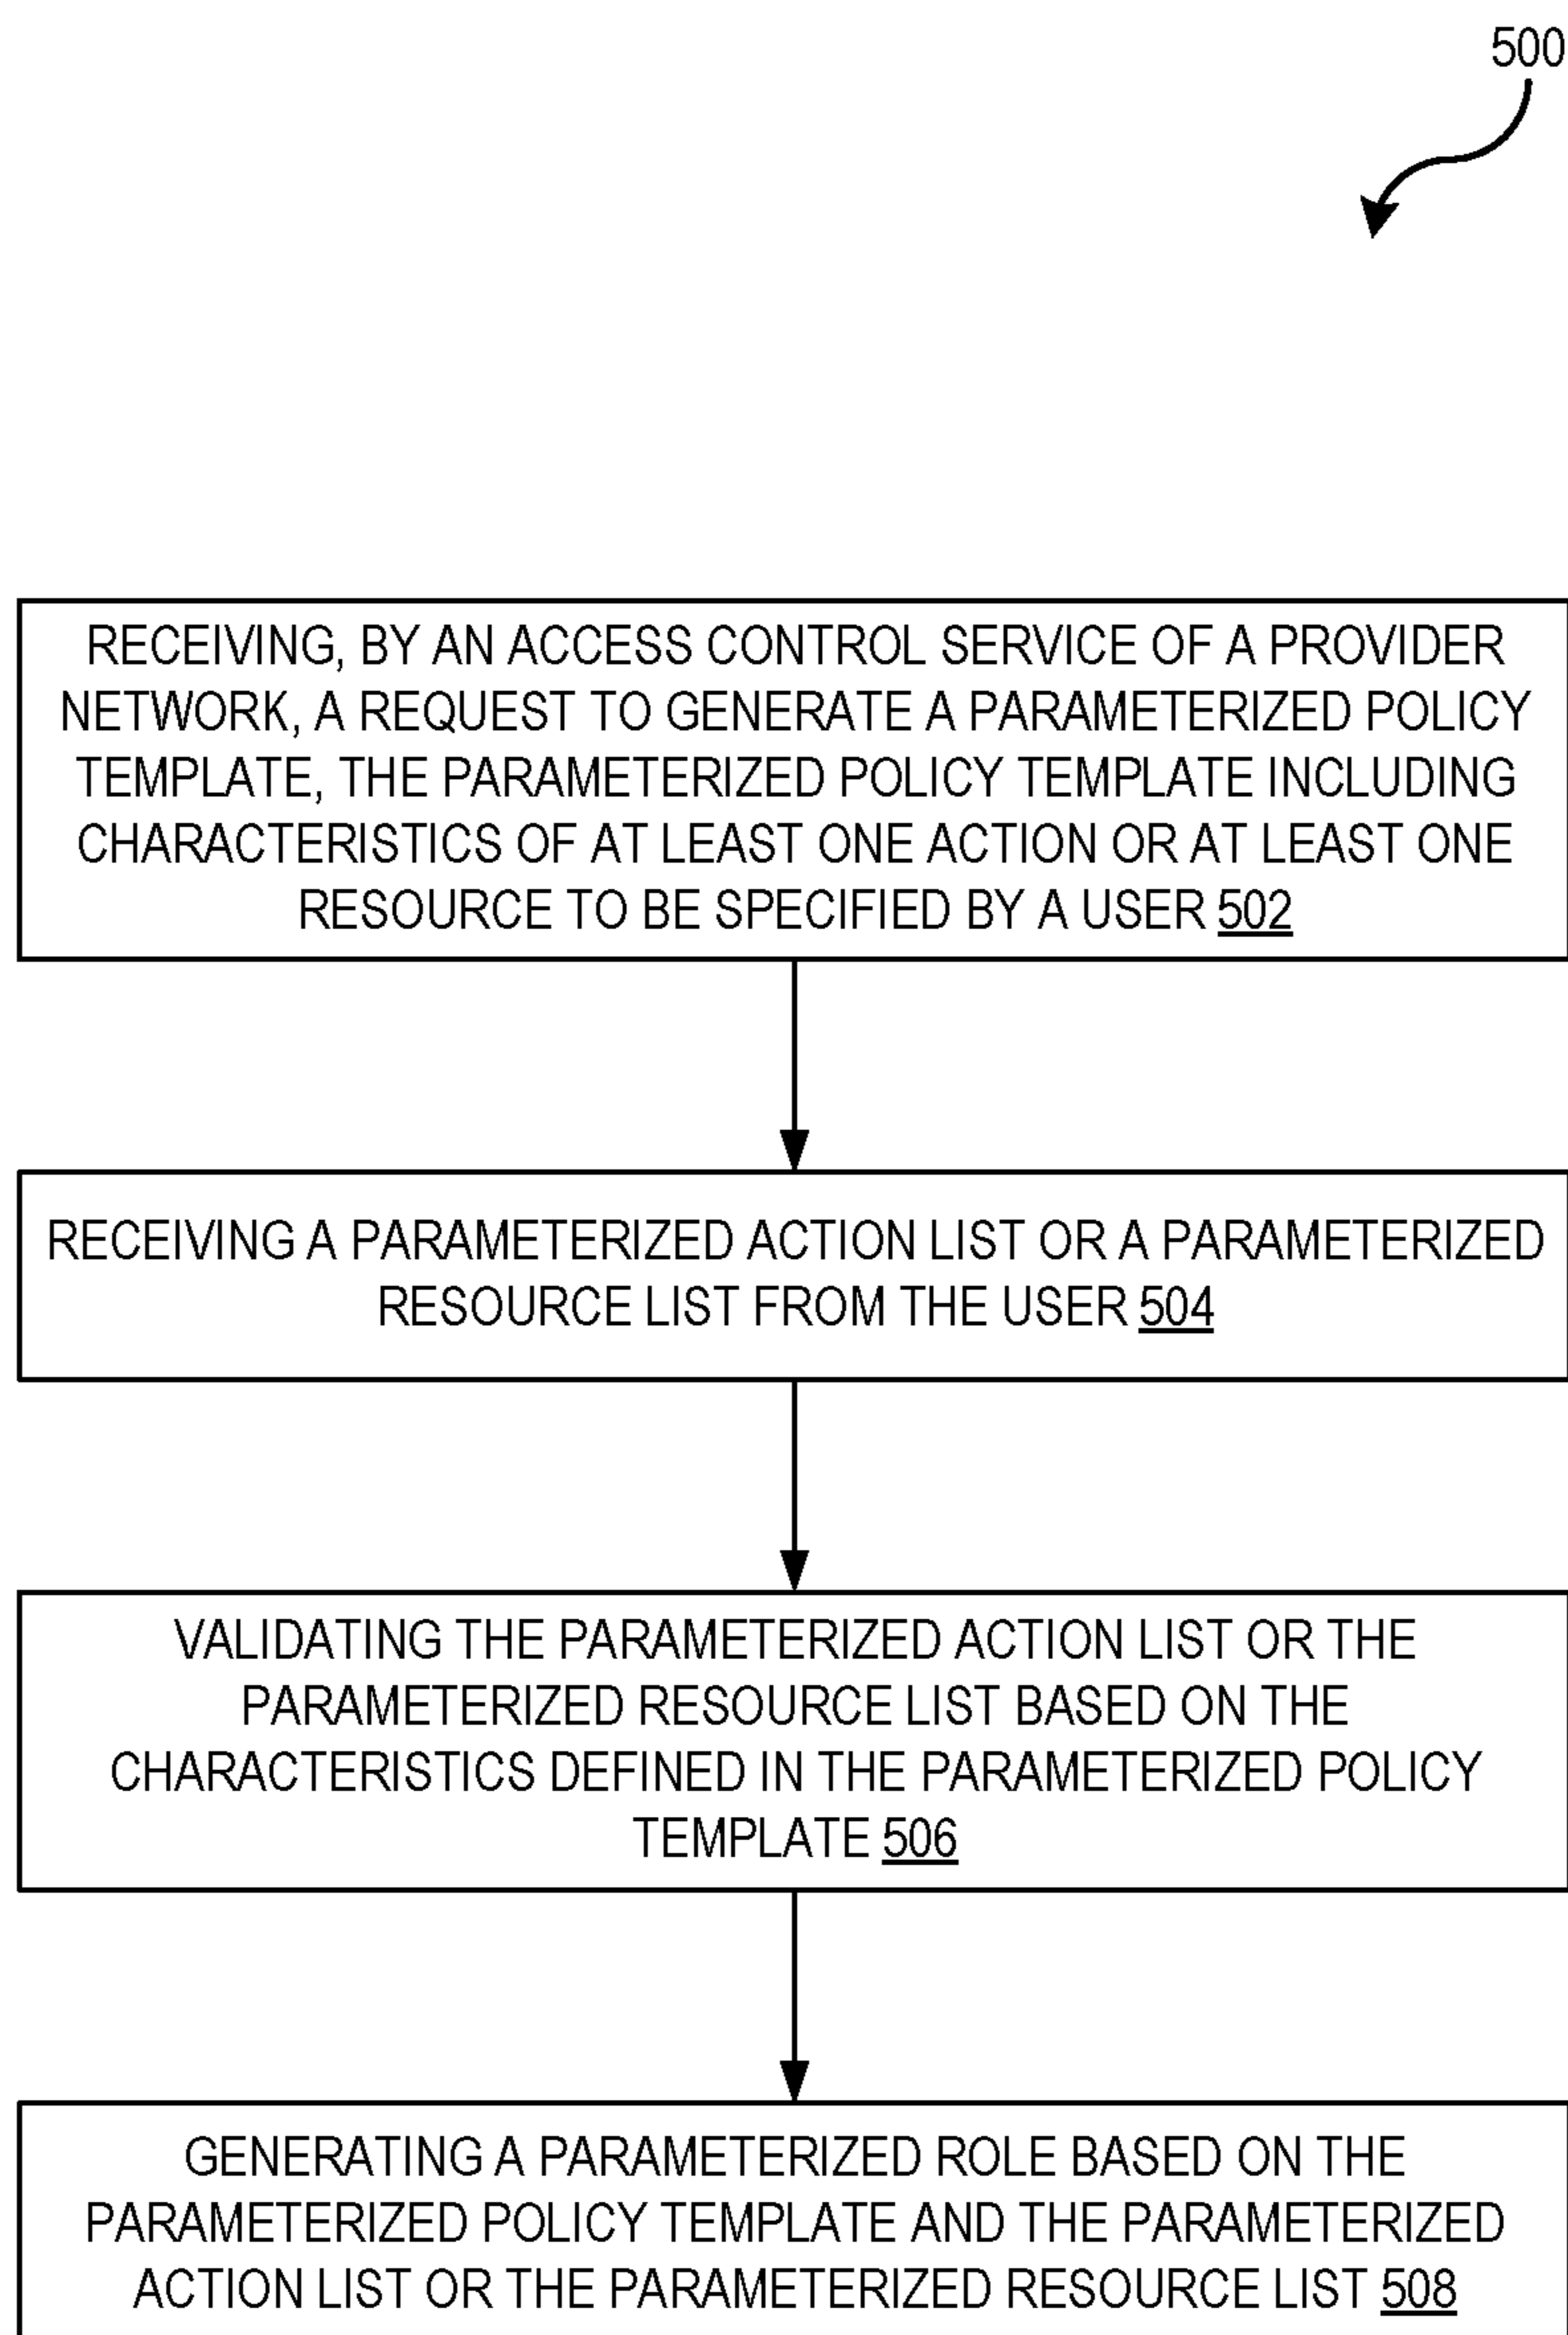 500
RECEIVING, BY AN ACCESS CONTROL SERVICE OF A PROVIDER
NETWORK, A REQUEST TO GENERATE A PARAMETERIZED POLICY
TEMPLATE, THE PARAMETERIZED POLICY TEMPLATE INCLUDING
CHARACTERISTICS OF AT LEAST ONE ACTION OR AT LEAST ONE
RESOURCE TO BE SPECIFIED BY A USER 502
RECEIVING A PARAMETERIZED ACTION LIST OR A PARAMETERIZED
RESOURCE LIST FROM THE USER 504
VALIDATING THE PARAMETERIZED ACTION LIST OR THE
PARAMETERIZED RESOURCE LIST BASED ON THE
CHARACTERISTICS DEFINED IN THE PARAMETERIZED POLICY
TEMPLATE 506
GENERATING A PARAMETERIZED ROLE BASED ON THE
PARAMETERIZED POLICY TEMPLATE AND THE PARAMETERIZED
ACTION LIST OR THE PARAMETERIZED RESOURCE LIST 508